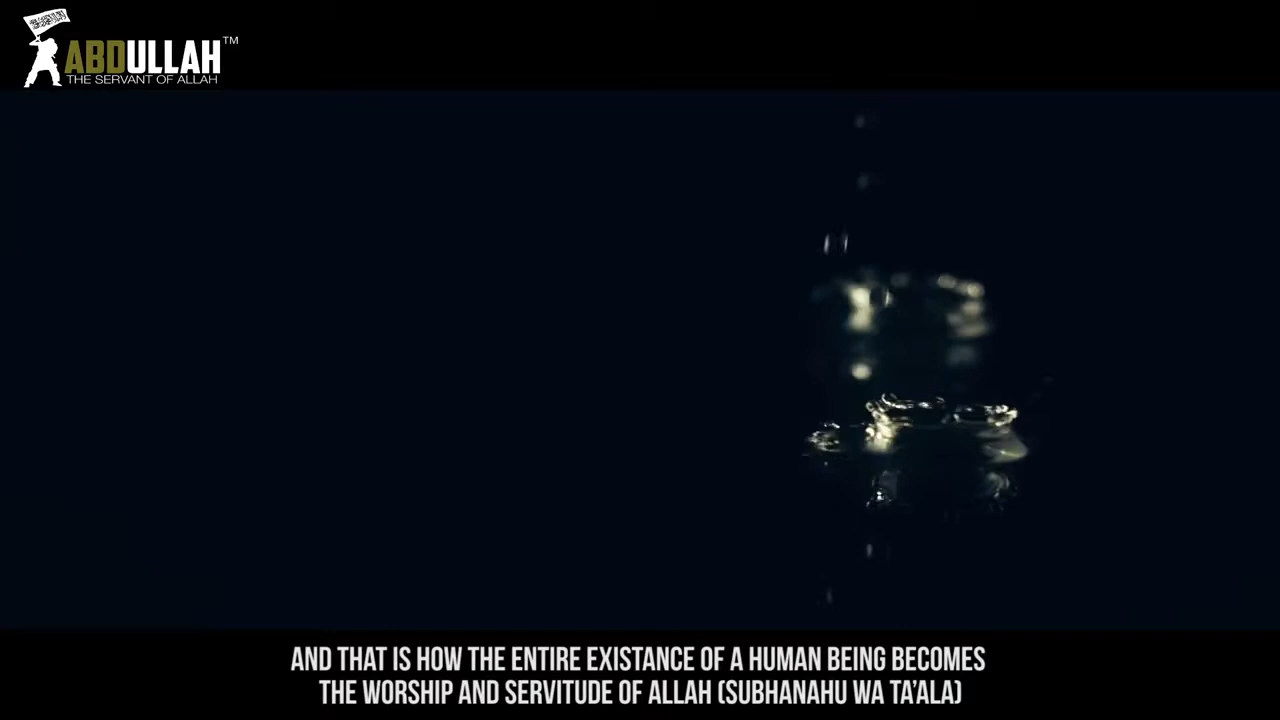 ABDULLAH™
THE SERVANT OF ALLAH
AND THAT IS HOW THE ENTIRE EXISTANCE OF A HUMAN BEING BECOMES
THE WORSHIP AND SERVITUDE OF ALLAH (SUBHANAHU WA TA'ALA)